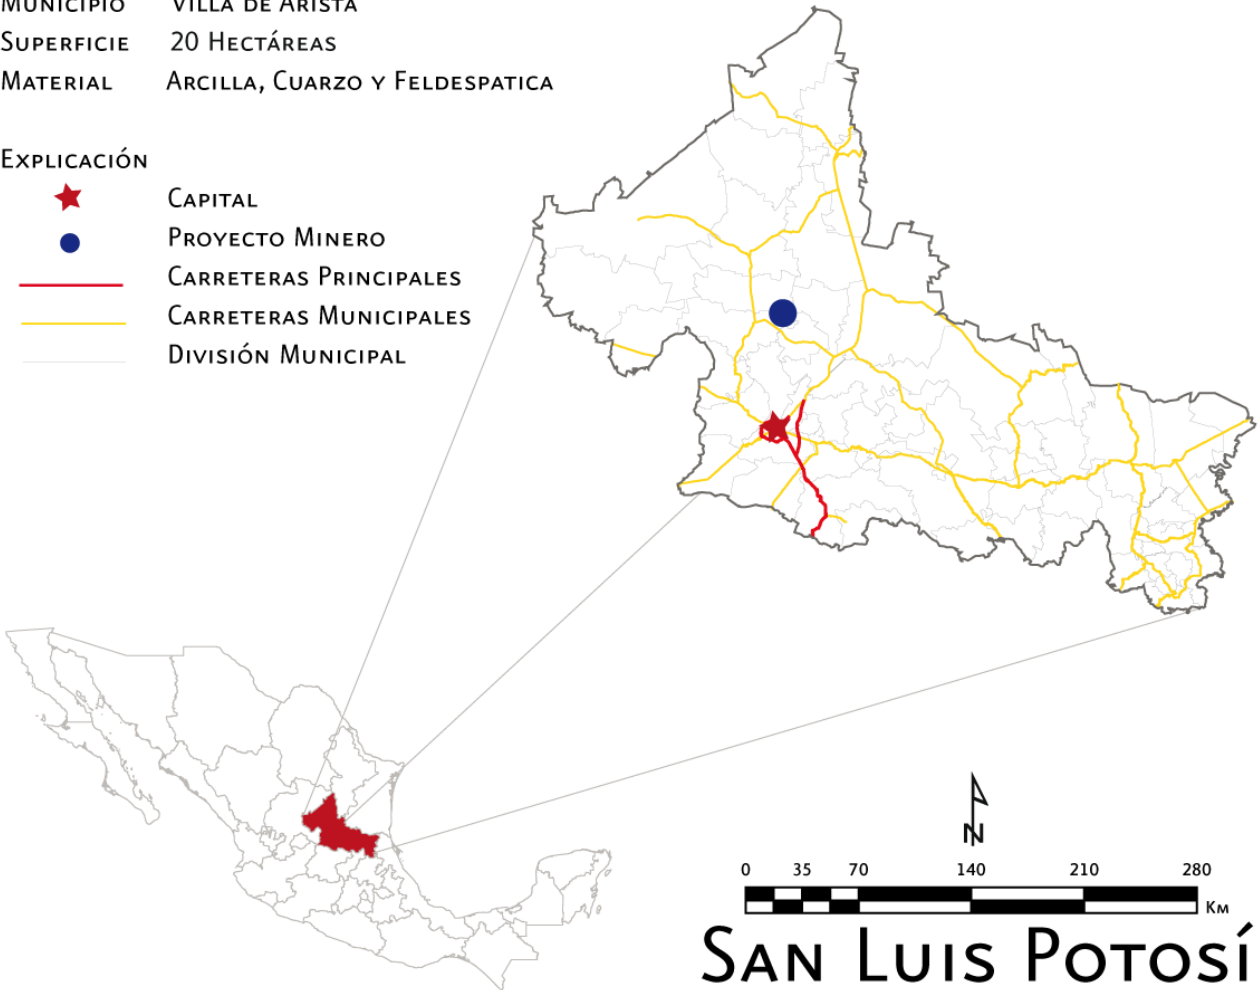 Municipio Villa de Arista
Superficie 20 Hectáreas
Material Arcilla, Cuarzo y Feldespatica
Explicación
Capital
Proyecto Minero
Carreteras Principales
Carreteras Municipales
División Municipal
N
0 35 70 140 210 280
Km
San Luis Potosí